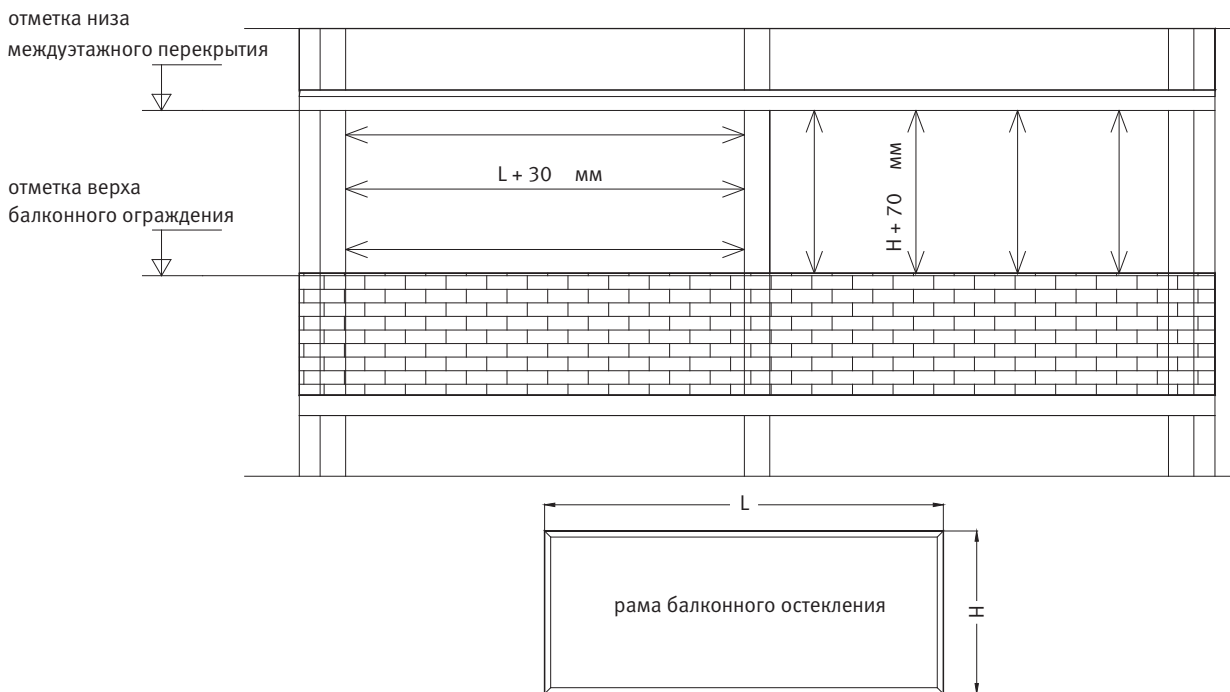 отметка низа
междуэтажного перекрытия
L + 30 мм
H + 70 мм
отметка верха
балконного ограждения
L
рама балконного остекления
H